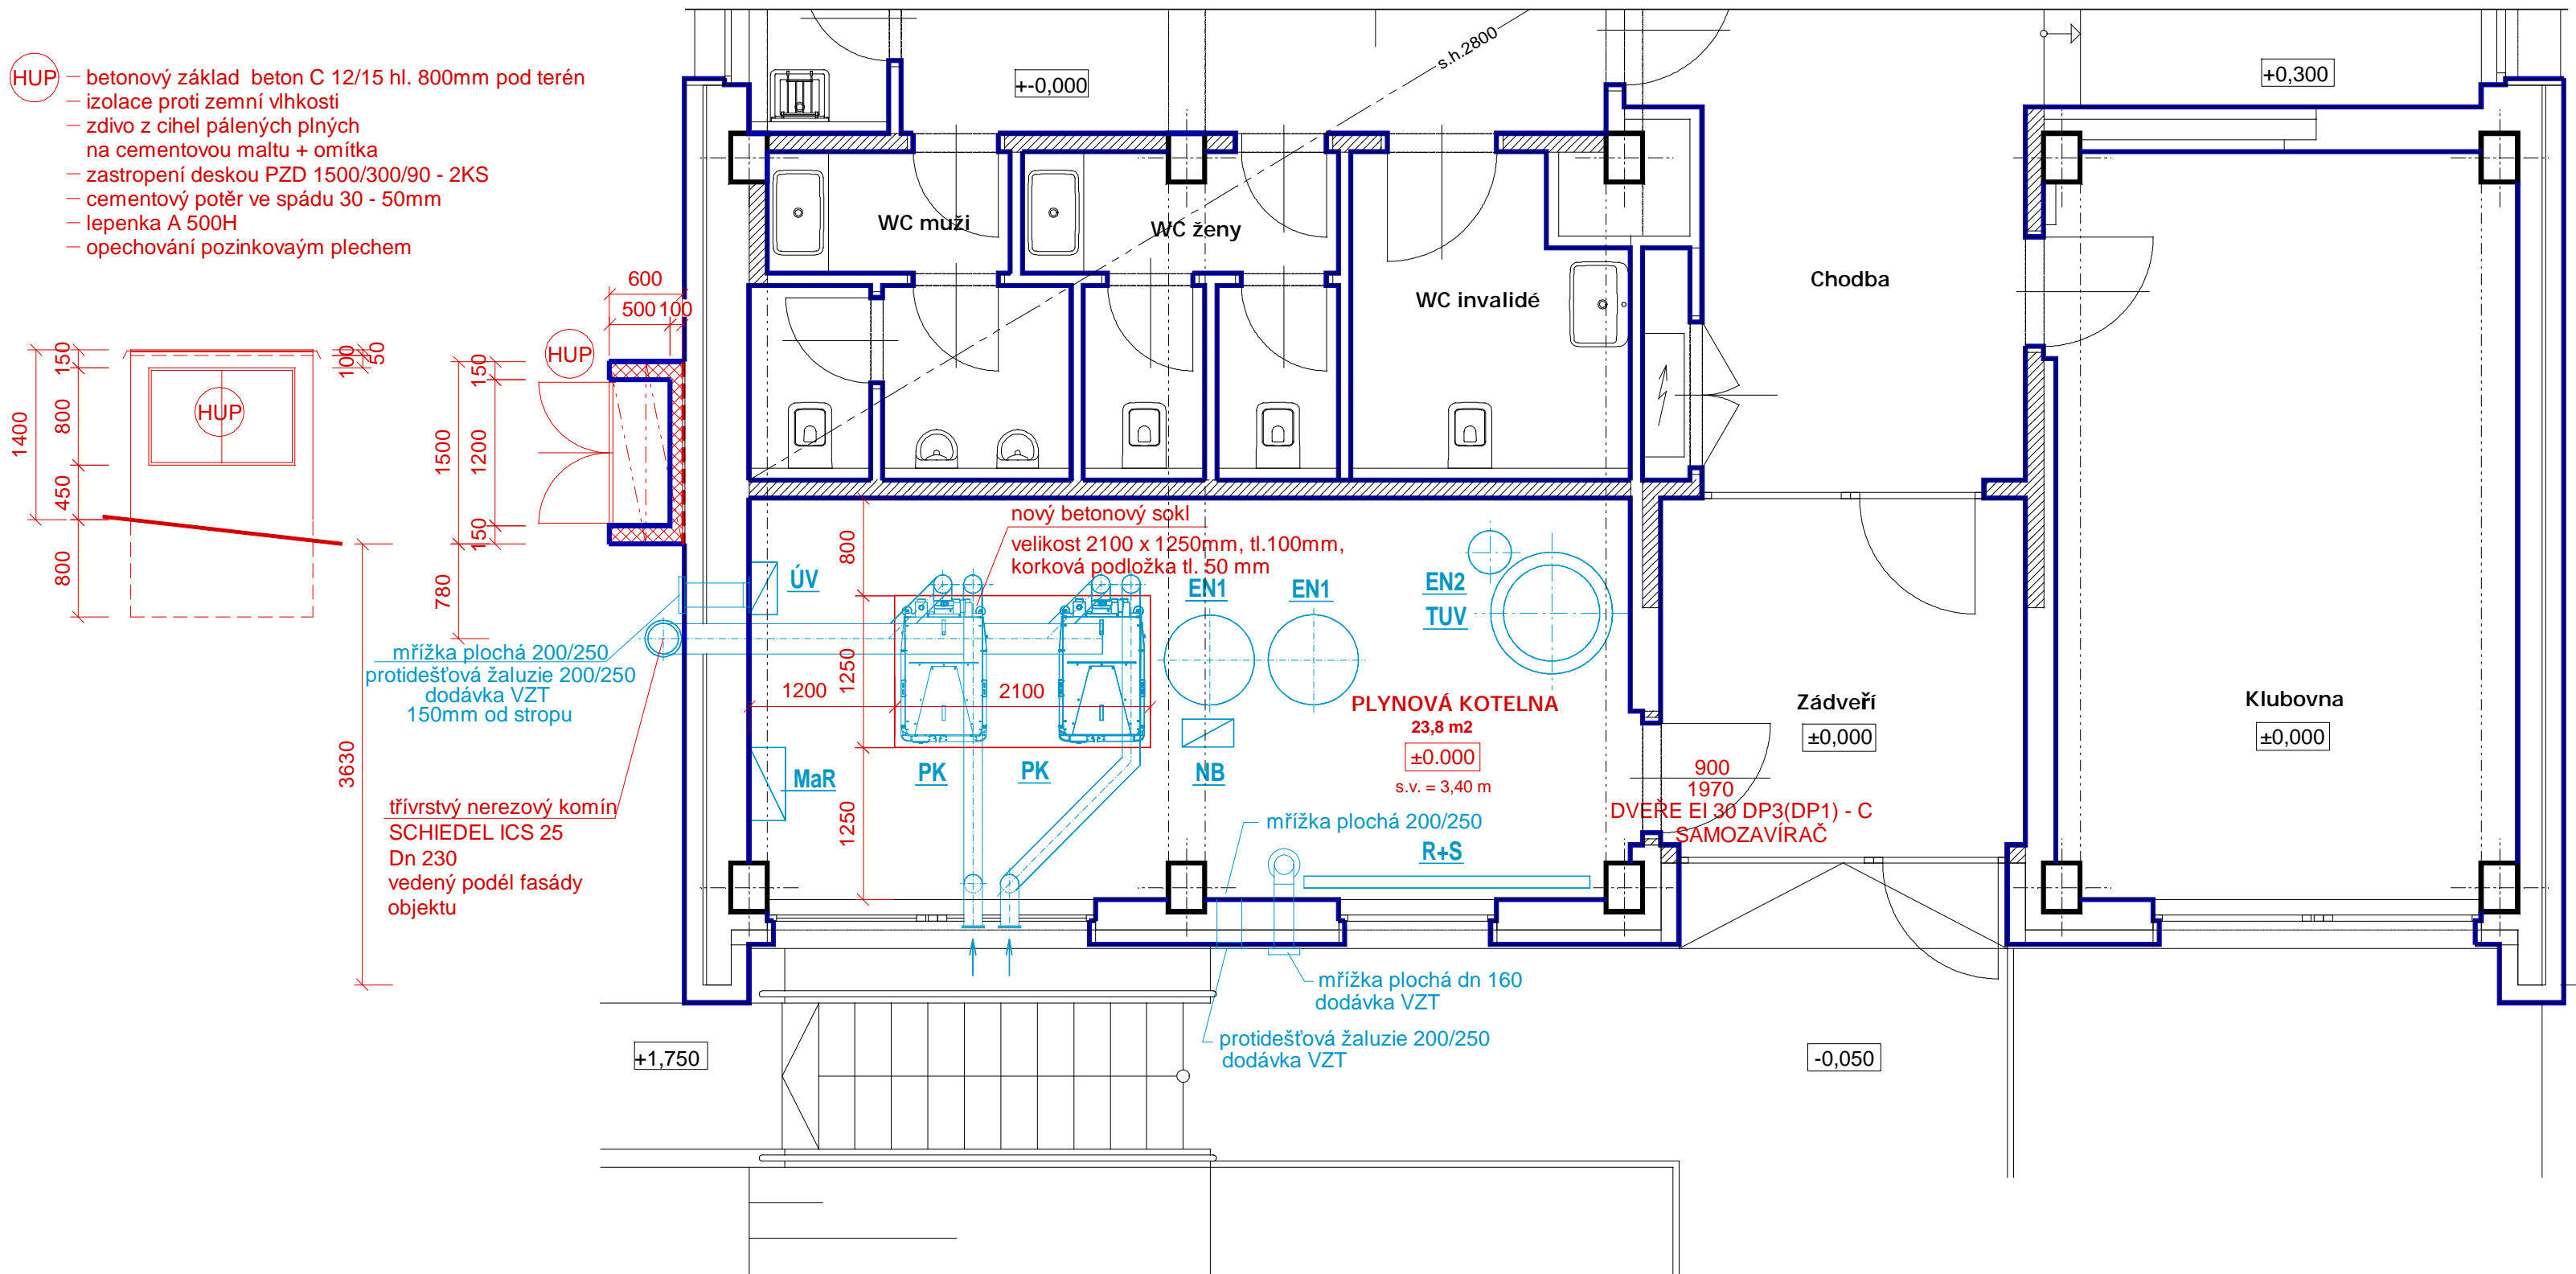 HUP
— betonový základ  beton C 12/15 hl. 800mm pod terén
— izolace proti zemní vlhkosti
— zdivo z cihel pálených plných
na cementovou maltu + omítka
— zastropení deskou PZD 1500/300/90 - 2KS
— cementový potěr ve spádu 30 - 50mm
— lepenka A 500H
— opechování pozinkovaým plechem
+-0,000
s.h.2800
+0,300
WC muži
WC ženy
WC invalidé
Chodba
600
500
100
HUP
150
100
50
1400
800
HUP
450
800
150
1500
1200
150
780
3630
nový betonový sokl
velikost 2100 x 1250mm, tl.100mm,
korková podložka tl. 50 mm
800
ÚV
EN1
EN1
EN2
TUV
mřížka plochá 200/250
protidešťová žaluzie 200/250
dodávka VZT
150mm od stropu
1200
1250
2100
PLYNOVÁ KOTELNA
23,8 m2
±0.000
s.v. = 3,40 m
Zádveří
±0,000
Klubovna
±0,000
MaR
PK
PK
NB
900
1970
DVEŘE EI 30 DP3(DP1) - C
SAMOZAVÍRAČ
třívrstvý nerezový komín
SCHIEDEL ICS 25
Dn 230
vedený podél fasády
objektu
1250
mřížka plochá 200/250
R+S
mřížka plochá dn 160
dodávka VZT
protidešťová žaluzie 200/250
dodávka VZT
+1,750
-0,050